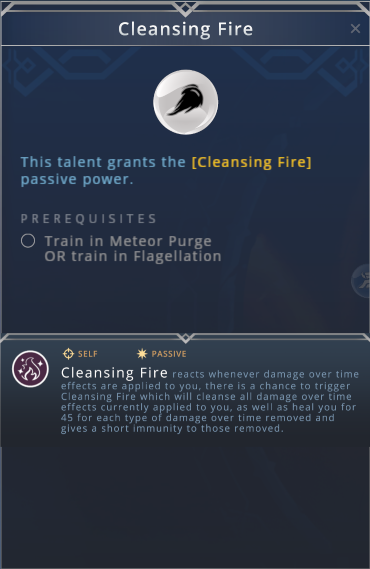 Cleansing Fire
This talent grants the [Cleansing Fire]
passive power.
PREREQUISITES
Train in Meteor Purge
OR train in Flagellation
SELF PASSIVE
Cleansing Fire reacts whenever damage over time
effects are applied to you, there is a chance to trigger
Cleansing Fire which will cleanse all damage over time
effects currently applied to you, as well as heal you for
45 for each type of damage over time removed and
gives a short immunity to those removed.